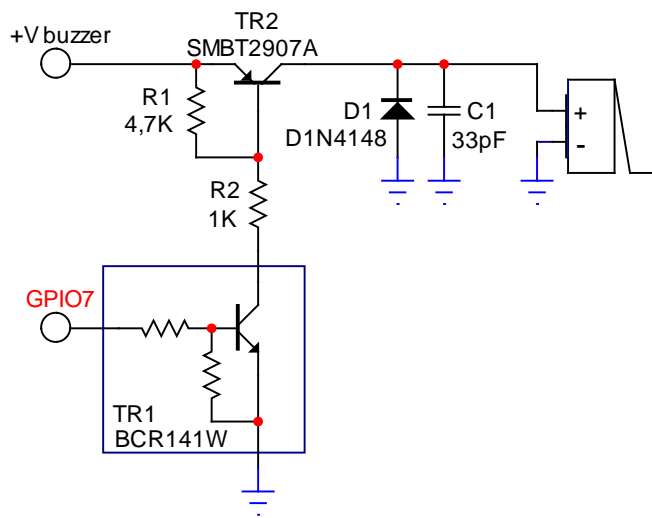 TR2
+V buzzer
SMBT2907A
R1
4,7K
D1
D1N4148
C1
33pF
+
-
R2
1K
GPIO7
TR1
BCR141W